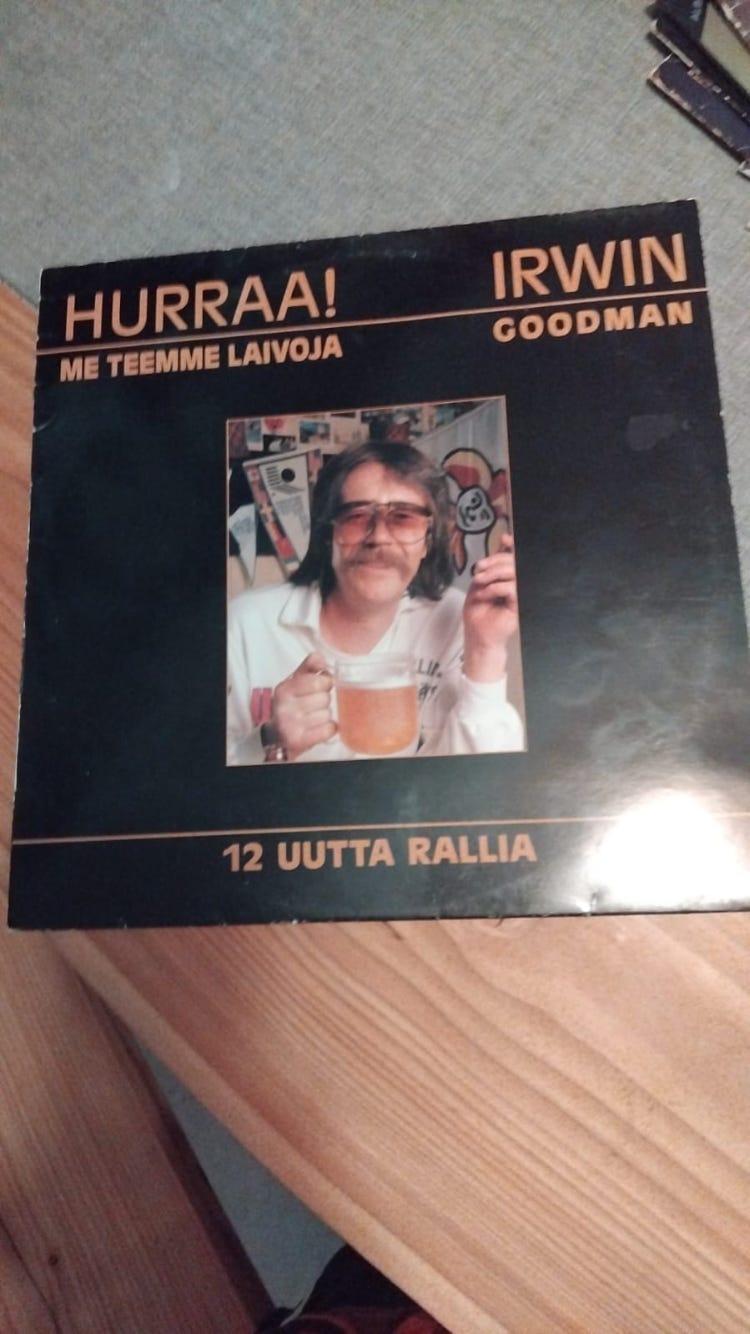 HURRAA!
ME TEEMME LAIVOJA
IRWIN
GOODMAN
12 UUTTA RALLIA